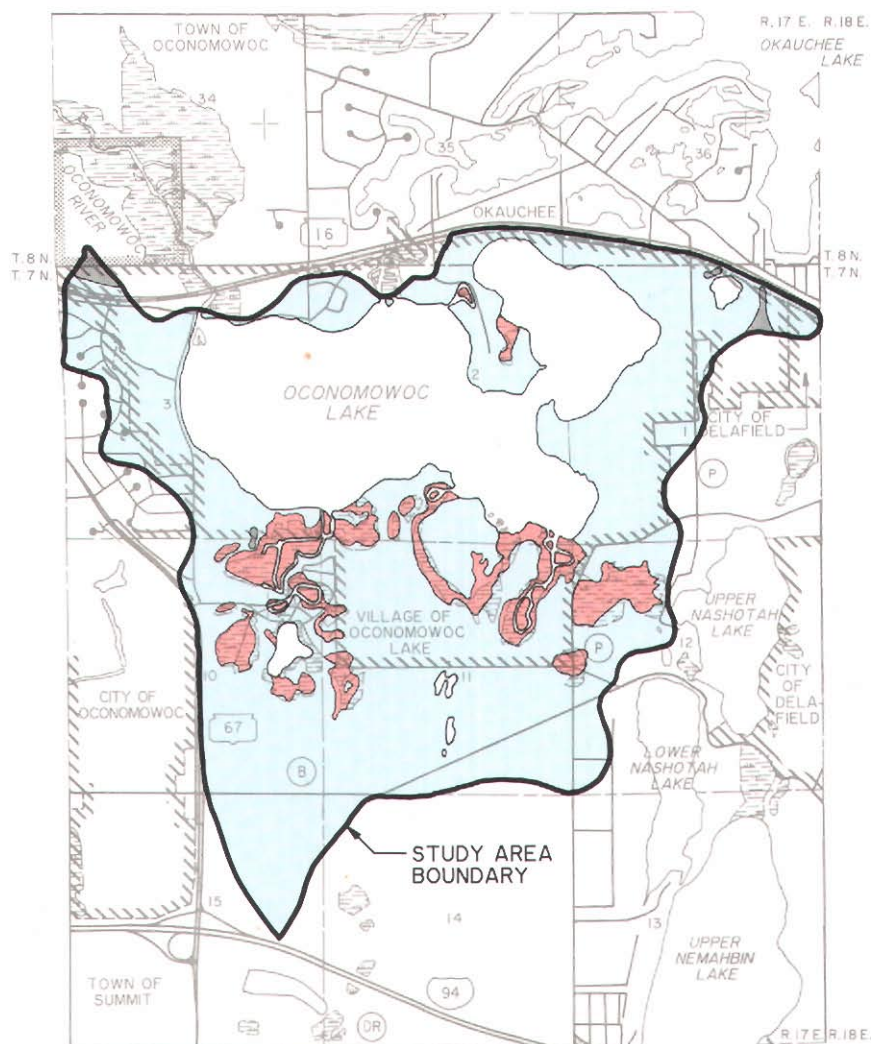 TOWN OF
OCONOMOWOC
R. 17 E. R. 18 E.
OKAUCHEE
LAKE
34
35
36
OCONOMOWOC
RIVER
16
OKAUCHEE
T. 8 N.
T. 7 N.
T. 8 N.
T. 7 N.
OCONOMOWOC
LAKE
2
3
1
CITY OF
DELAFIELD
P
VILLAGE OF
OCONOMOWOC
LAKE
P
UPPER
NASHOTAH
LAKE
12
10
11
CITY OF
OCONOMOWOC
CITY
OF
DELA-
FIELD
67
B
LOWER
NASHOTAH
LAKE
STUDY AREA
BOUNDARY
15
14
13
UPPER
NEMAHBIN
LAKE
TOWN OF
SUMMIT
94
DR
R. 17 E. R. 18 E.